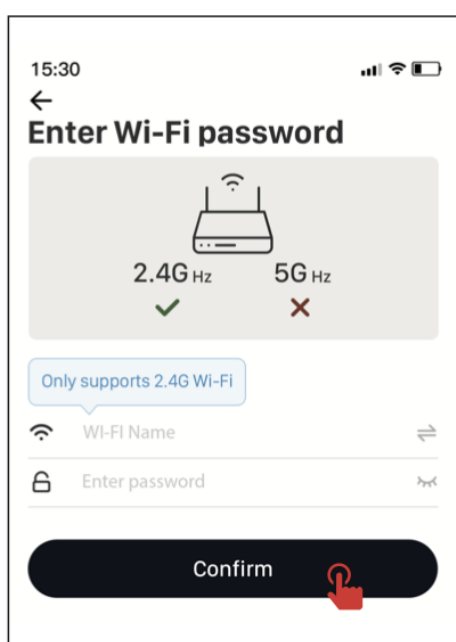 15:30
Enter Wi-Fi password
2.4G Hz 5G Hz
Only supports 2.4G Wi-Fi
WI-FI Name
Enter password
Confirm